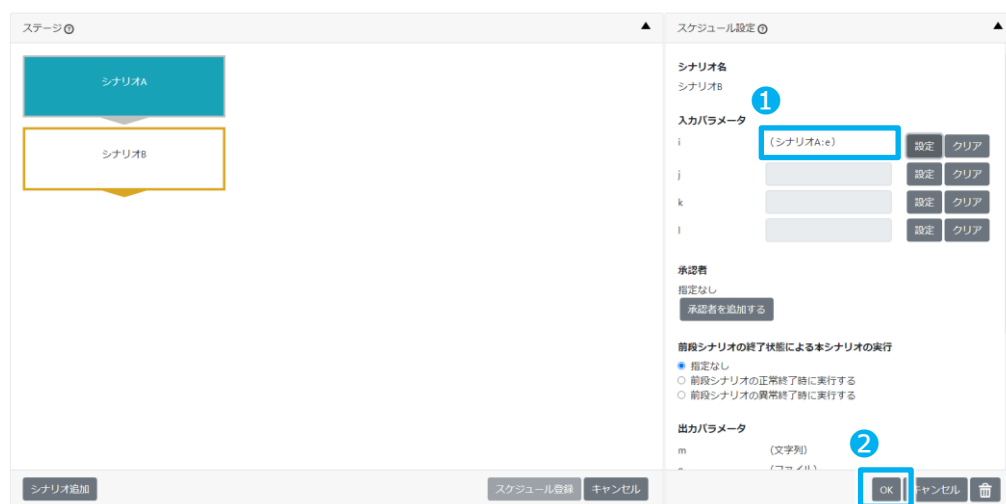 ステージ
シナリオA
シナリオB
シナリオ追加
スケジュール登録 キャンセル
スケジュール設定
シナリオ名
シナリオB
1
入力パラメータ
i (シナリオA:e) 設定 クリア
j 設定 クリア
k 設定 クリア
l 設定 クリア
承認者
指定なし
承認者を追加する
前段シナリオの終了状態による本シナリオの実行
指定なし
前段シナリオの正常終了時に実行する
前段シナリオの異常終了時に実行する
出力パラメータ
2
m (文字列)
(ファイル)
OK キャンセル